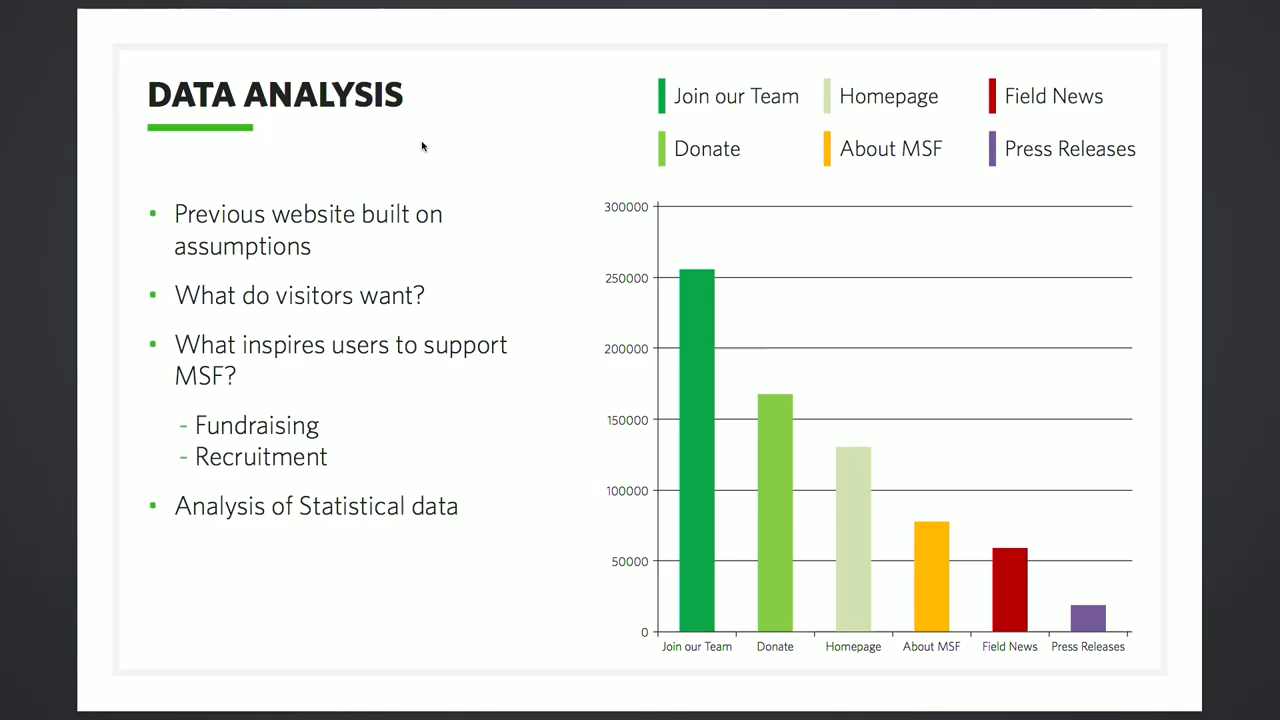 DATA ANALYSIS
Previous website built on
assumptions
What do visitors want?
What inspires users to support
MSF?
- Fundraising
- Recruitment
Analysis of Statistical data
Join our Team Homepage Field News
Donate About MSF Press Releases
300000
250000
200000
150000
100000
50000
0
Join our Team Donate Homepage About MSF Field News Press Releases